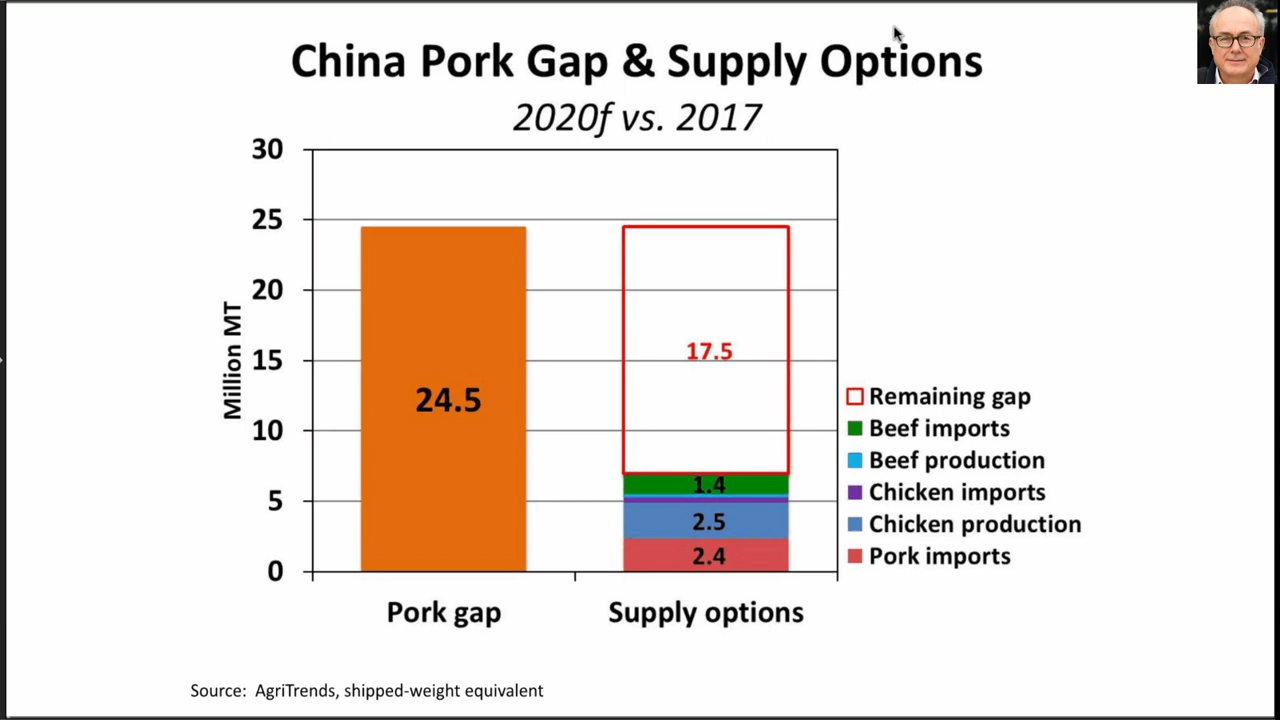 China Pork Gap & Supply Options
2020f vs. 2017
Million MT
30
25
20
15
10
5
0
24.5
17.5
1.4
2.5
2.4
Remaining gap
Beef imports
Beef production
Chicken imports
Chicken production
Pork imports
Pork gap
Supply options
Source: AgriTrends, shipped-weight equivalent